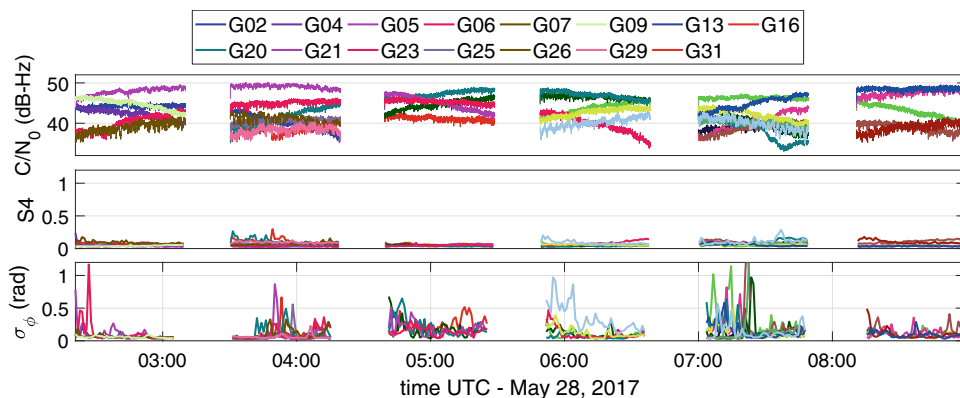 G02 G04 G05 G06 G07 G09 G13 G16
G20 G21 G23 G25 G26 G29 G31
50
40
C/N0 (dB-Hz)
1
0.5
0
S4
1
0.5
0
σϕ (rad)
03:00 04:00 05:00 06:00 07:00 08:00
time UTC - May 28, 2017